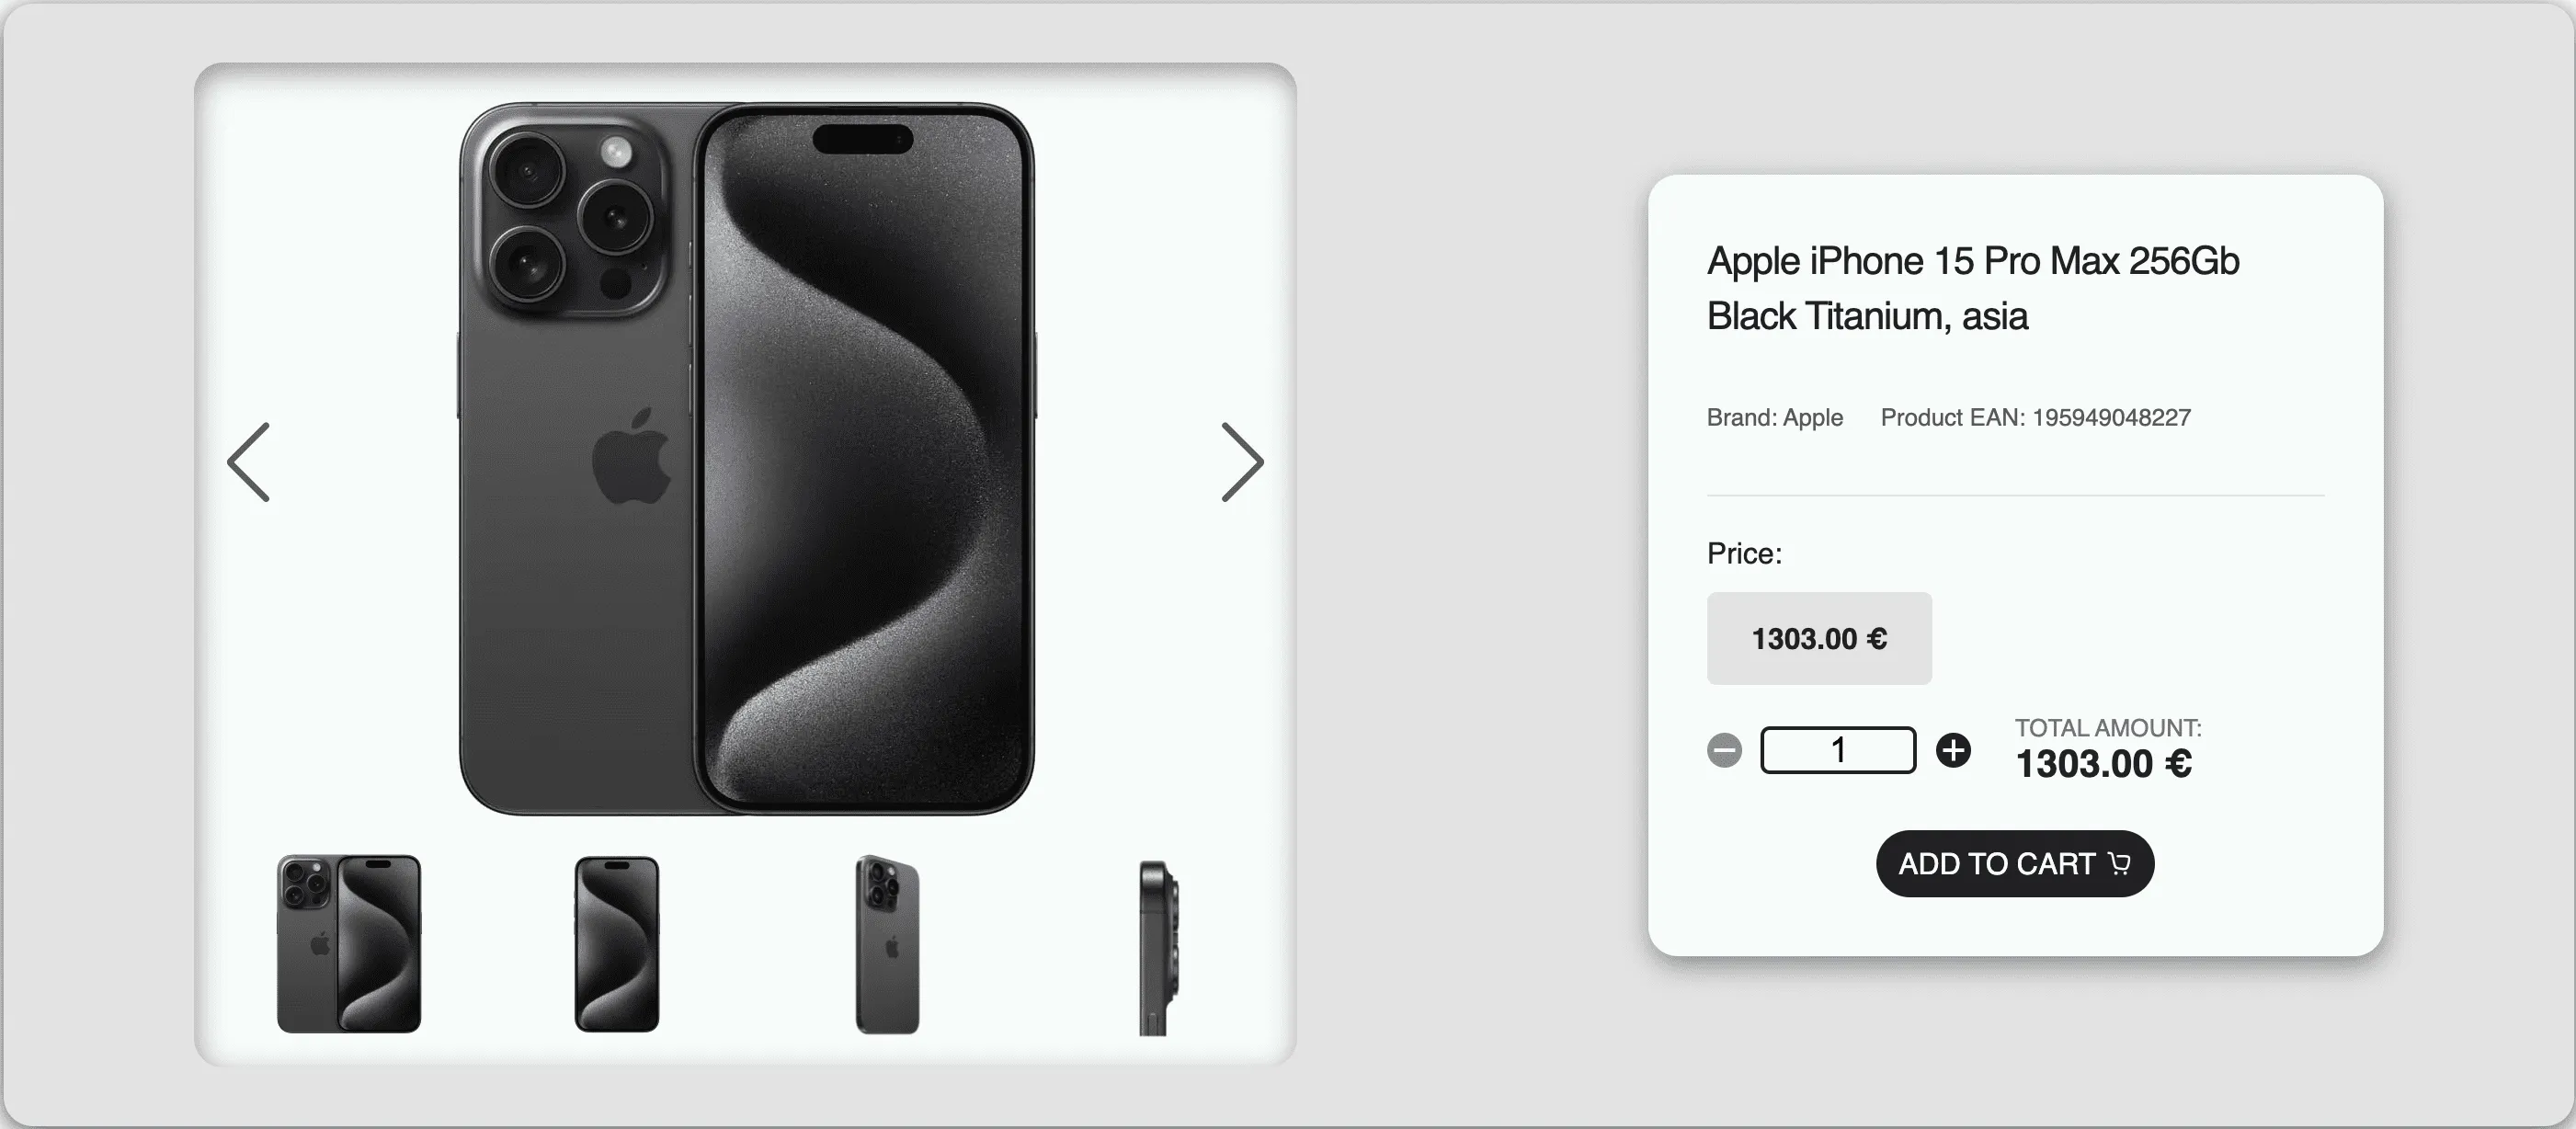 Apple iPhone 15 Pro Max 256Gb
Black Titanium, asia
Brand: Apple Product EAN: 195949048227
Price:
1303.00 €
1
TOTAL AMOUNT:
1303.00 €
ADD TO CART